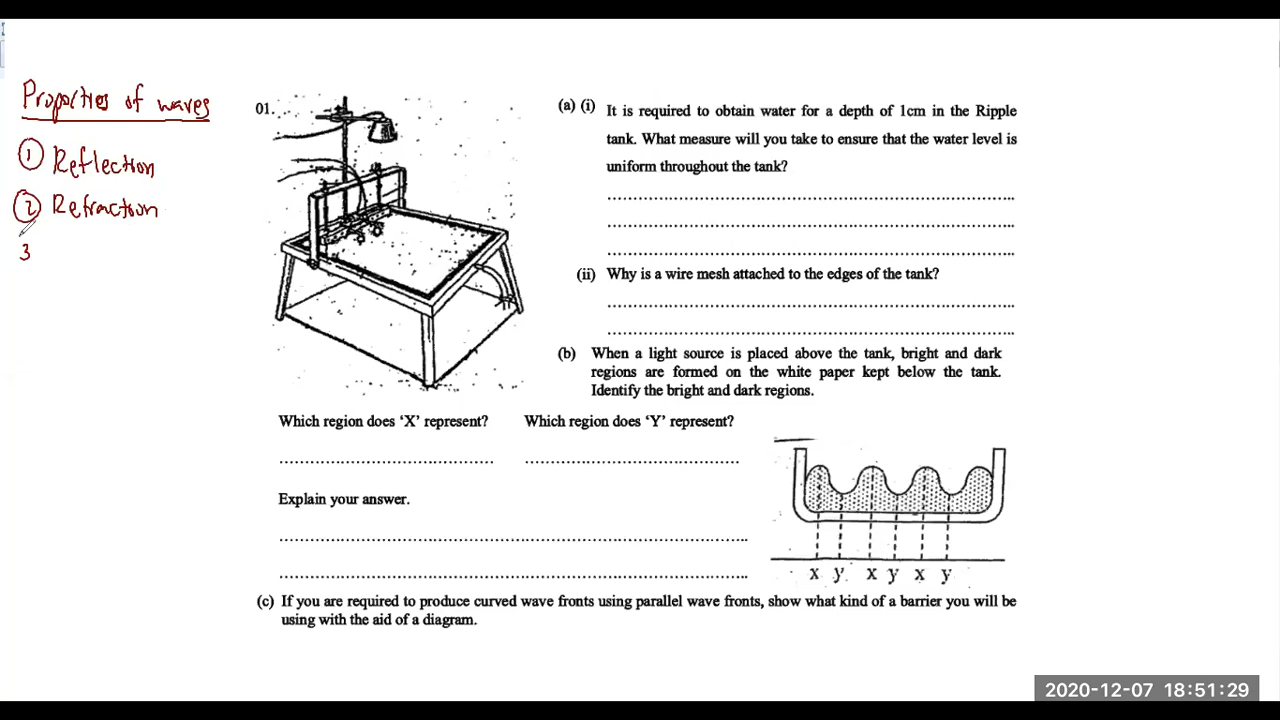 Properties of waves
1 Reflection
2 Refraction
3
01.
(a) (i) It is required to obtain water for a depth of 1cm in the Ripple
tank. What measure will you take to ensure that the water level is
uniform throughout the tank?
................................................................
................................................................
................................................................
(ii) Why is a wire mesh attached to the edges of the tank?
................................................................
................................................................
(b) When a light source is placed above the tank, bright and dark
regions are formed on the white paper kept below the tank.
Identify the bright and dark regions.
Which region does ‘X’ represent? Which region does ‘Y’ represent?
................................ ................................
Explain your answer.
................................................................
................................................................
x y x y x y
(c) If you are required to produce curved wave fronts using parallel wave fronts, show what kind of a barrier you will be
using with the aid of a diagram.
2020-12-07 18:51:29